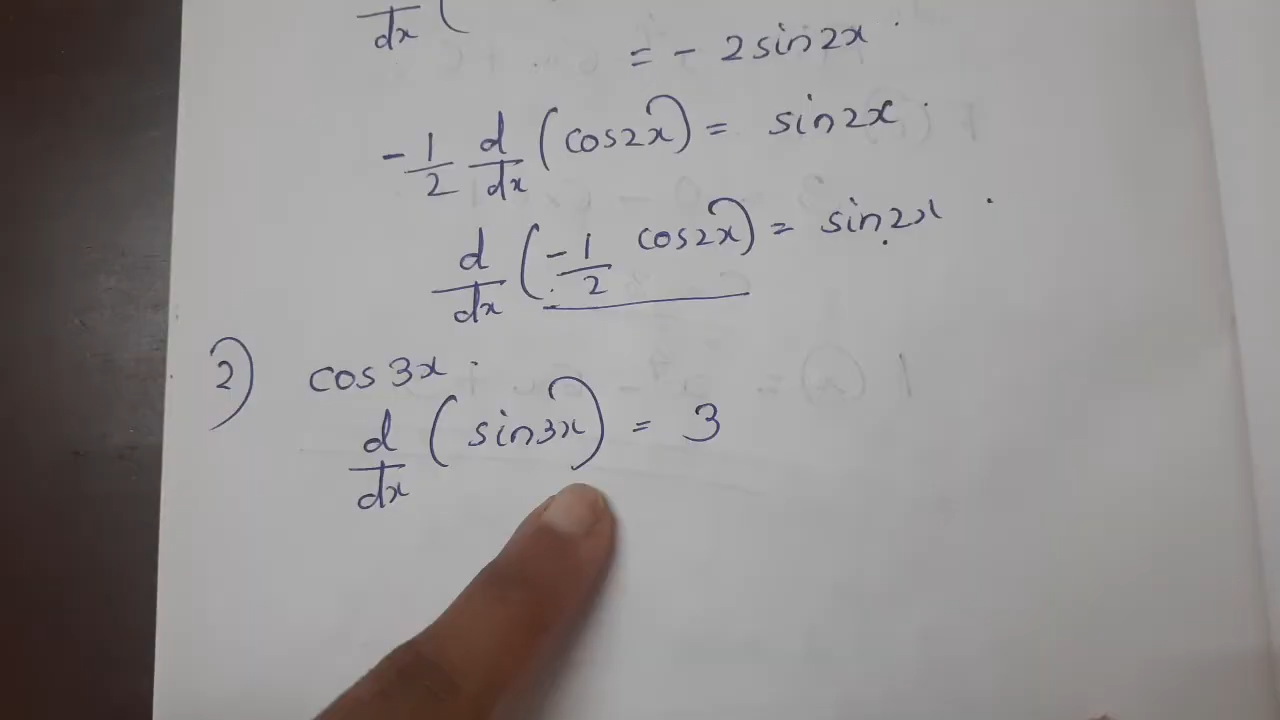 d/dx (
= - 2sin2x.
-1/2 d/dx (cos2x) = sin2x.
d/dx (-1/2 cos2x) = sin2x.
2) cos 3x.
d/dx (sin3x) = 3